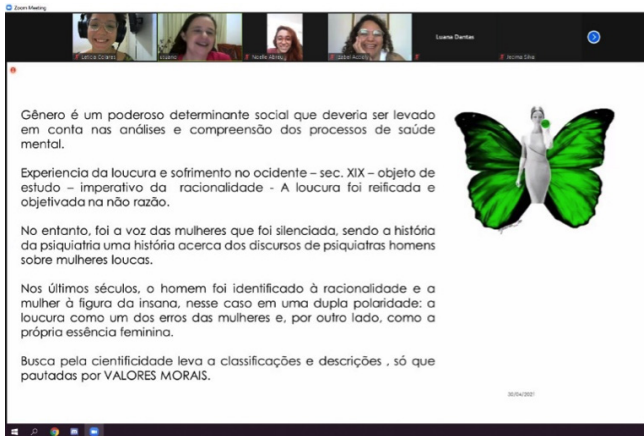 Zoom Meeting
Luana Dantas
Gênero é um poderoso determinante social que deveria ser levado
em conta nas análises e compreensão dos processos de saúde
mental.
Experiencia da loucura e sofrimento no ocidente – sec. XIX – objeto de
estudo – imperativo da racionalidade - A loucura foi reificada e
objetivada na não razão.
No entanto, foi a voz das mulheres que foi silenciada, sendo a história
da psiquiatria uma história acerca dos discursos de psiquiatras homens
sobre mulheres loucas.
Nos últimos séculos, o homem foi identificado à racionalidade e a
mulher à figura da insana, nesse caso em uma dupla polaridade: a
loucura como um dos erros das mulheres e, por outro lado, como a
própria essência feminina.
Busca pela cientificidade leva a classificações e descrições , só que
pautadas por VALORES MORAIS.
30/04/2021